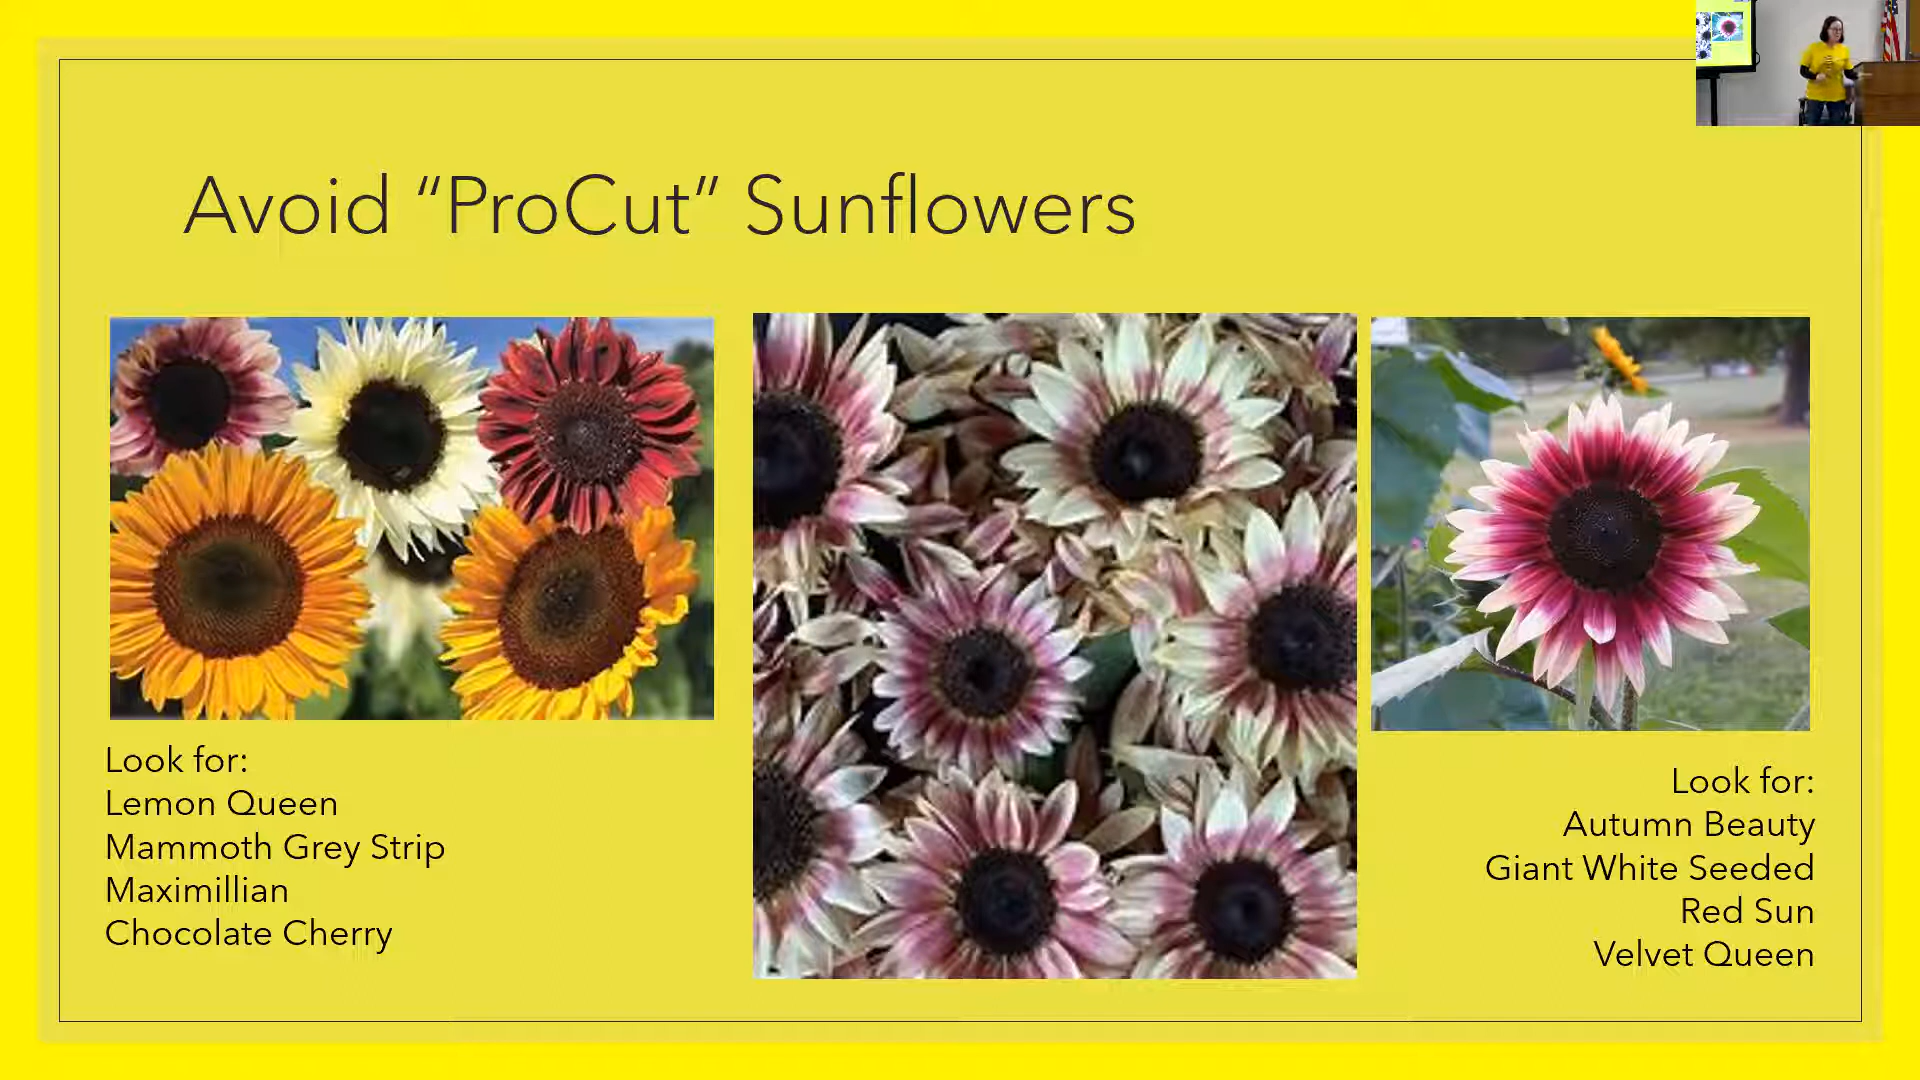 Avoid “ProCut” Sunflowers
Look for:
Lemon Queen
Mammoth Grey Strip
Maximillian
Chocolate Cherry
Look for:
Autumn Beauty
Giant White Seeded
Red Sun
Velvet Queen